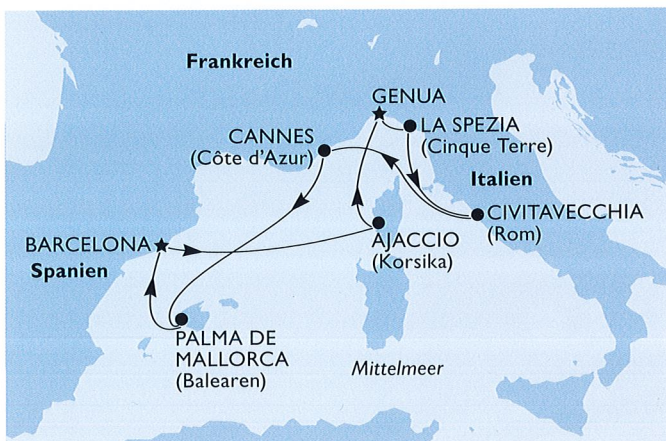 Frankreich
GENUA
LA SPEZIA
(Cinque Terre)
CANNES
(Côte d'Azur)
Italien
CIVITAVECCHIA
(Rom)
AJACCIO
(Korsika)
BARCELONA
Spanien
PALMA DE
MALLORCA
(Balearen)
Mittelmeer